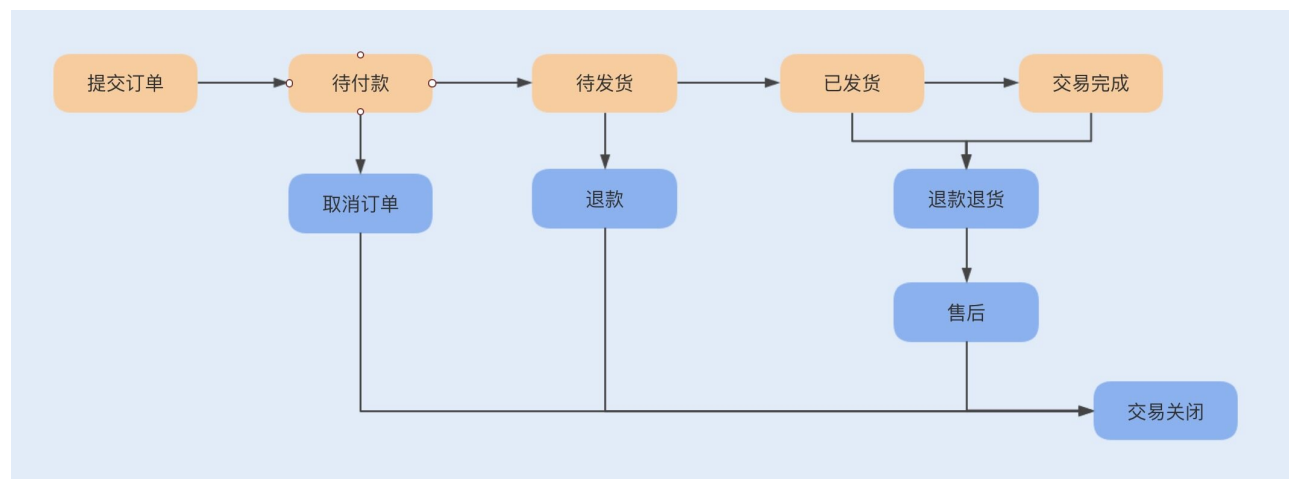 提交订单
待付款
待发货
已发货
交易完成
取消订单
退款
退款退货
售后
交易关闭